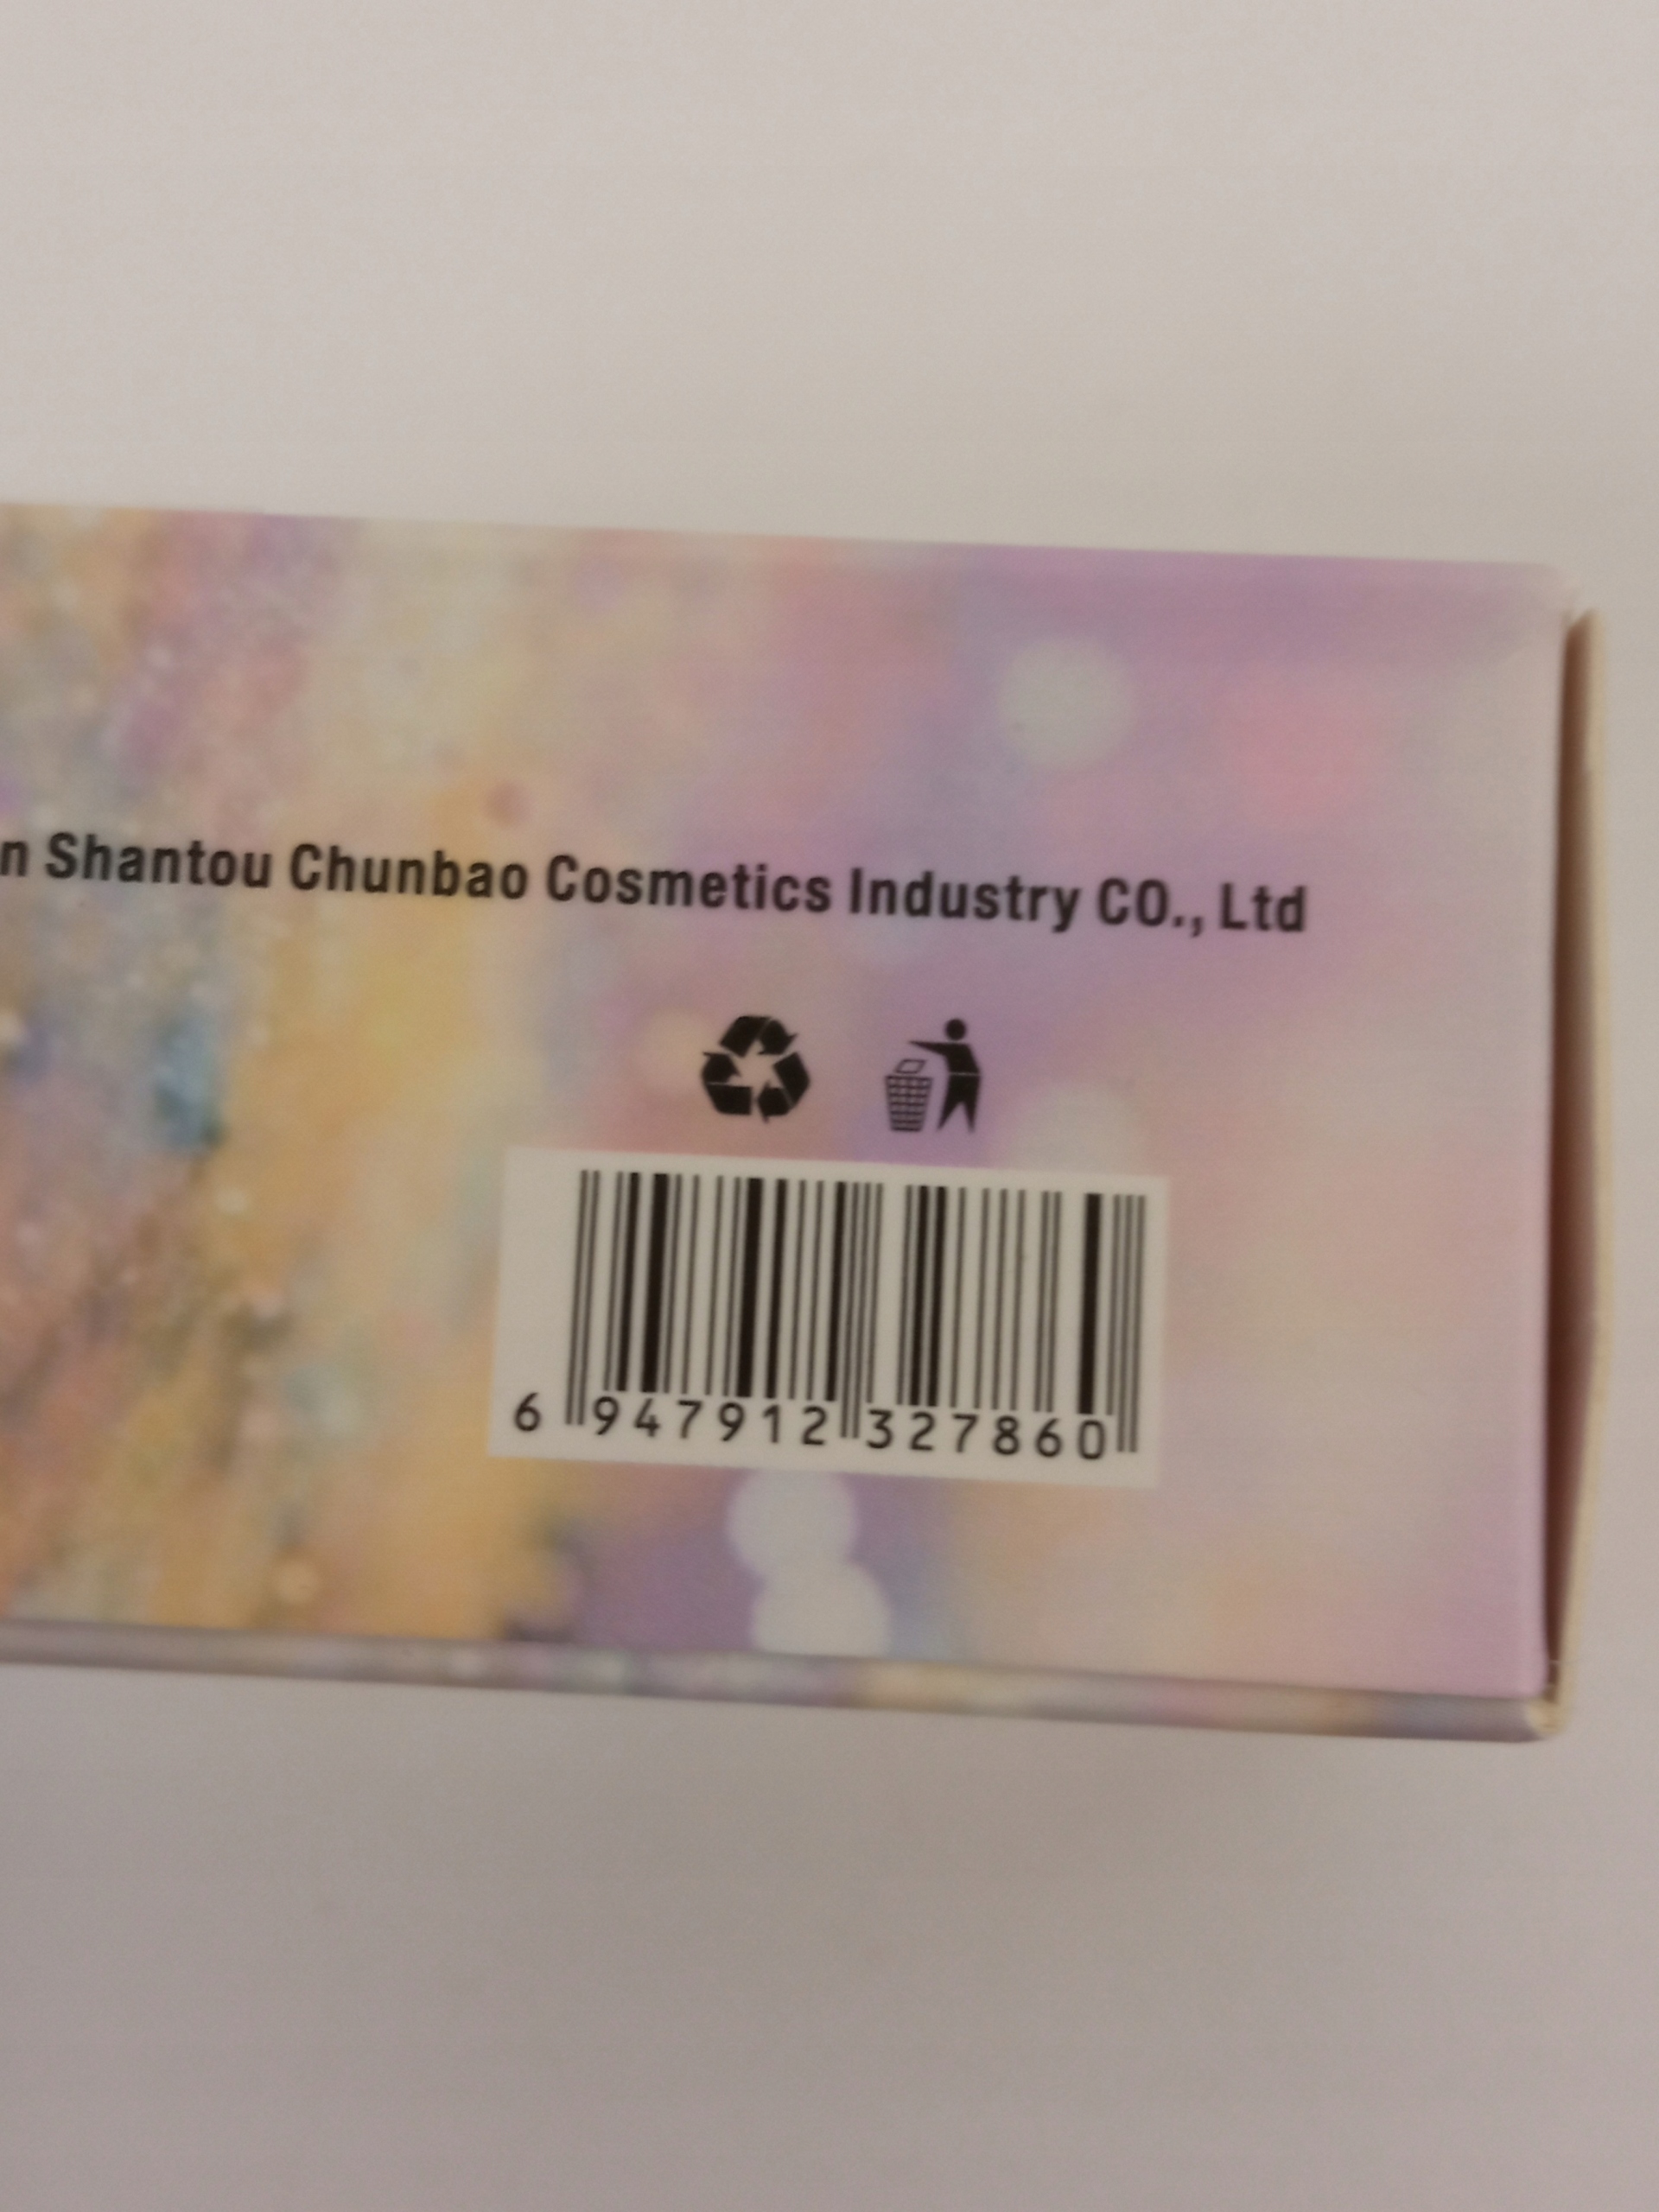 n Shantou Chunbao Cosmetics Industry CO., Ltd
6 947912 327860